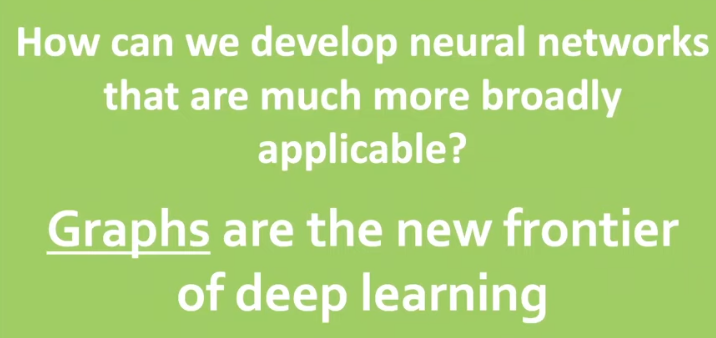 How can we develop neural networks
that are much more broadly
applicable?
Graphs are the new frontier
of deep learning